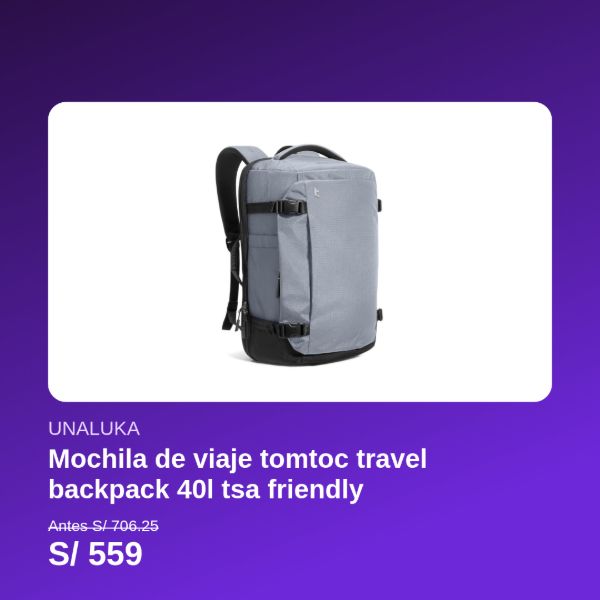 UNALUKA
Mochila de viaje tomtoc travel
backpack 40l tsa friendly
Antes S/ 706.25
S/ 559